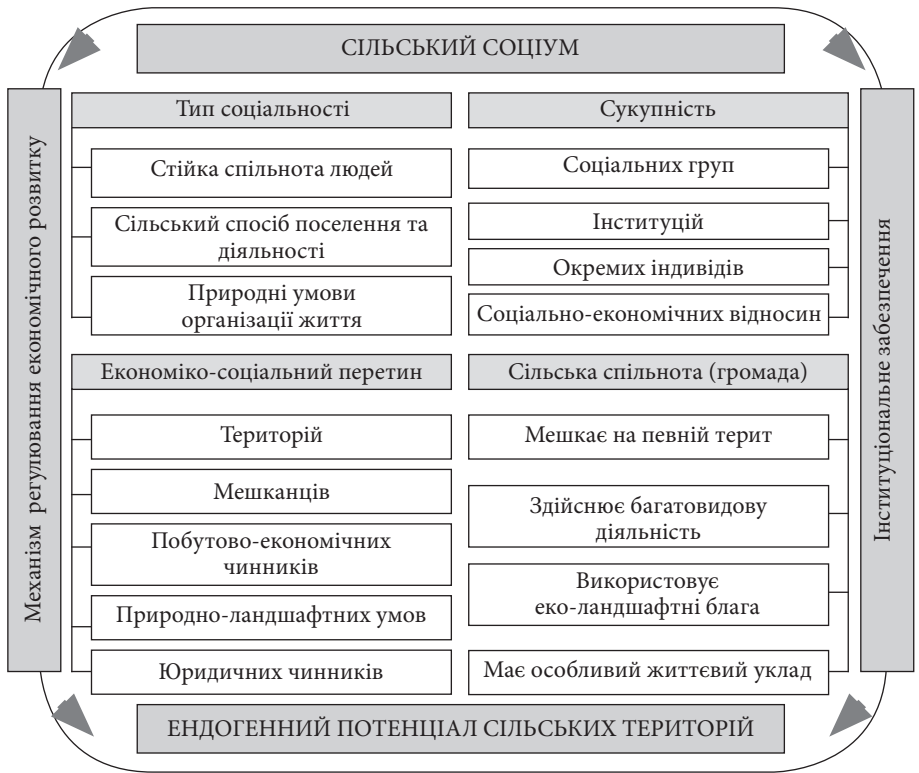 СІЛЬСЬКИЙ СОЦІУМ
Механізм регулювання економічного розвитку
Тип соціальності
Стійка спільнота людей
Сільський спосіб поселення та
діяльності
Природні умови
організації життя
Сукупність
Соціальних груп
Інституцій
Окремих індивідів
Соціально-економічних відносин
Економіко-соціальний перетин
Територій
Мешканців
Побутово-економічних
чинників
Природно-ландшафтних умов
Юридичних чинників
Сільська спільнота (громада)
Мешкає на певній терит
Здійснює багатовидову
діяльність
Використовує
еко-ландшафтні блага
Має особливий життєвий уклад
Інституціональне забезпечення
ЕНДОГЕННИЙ ПОТЕНЦІАЛ СІЛЬСЬКИХ ТЕРИТОРІЙ